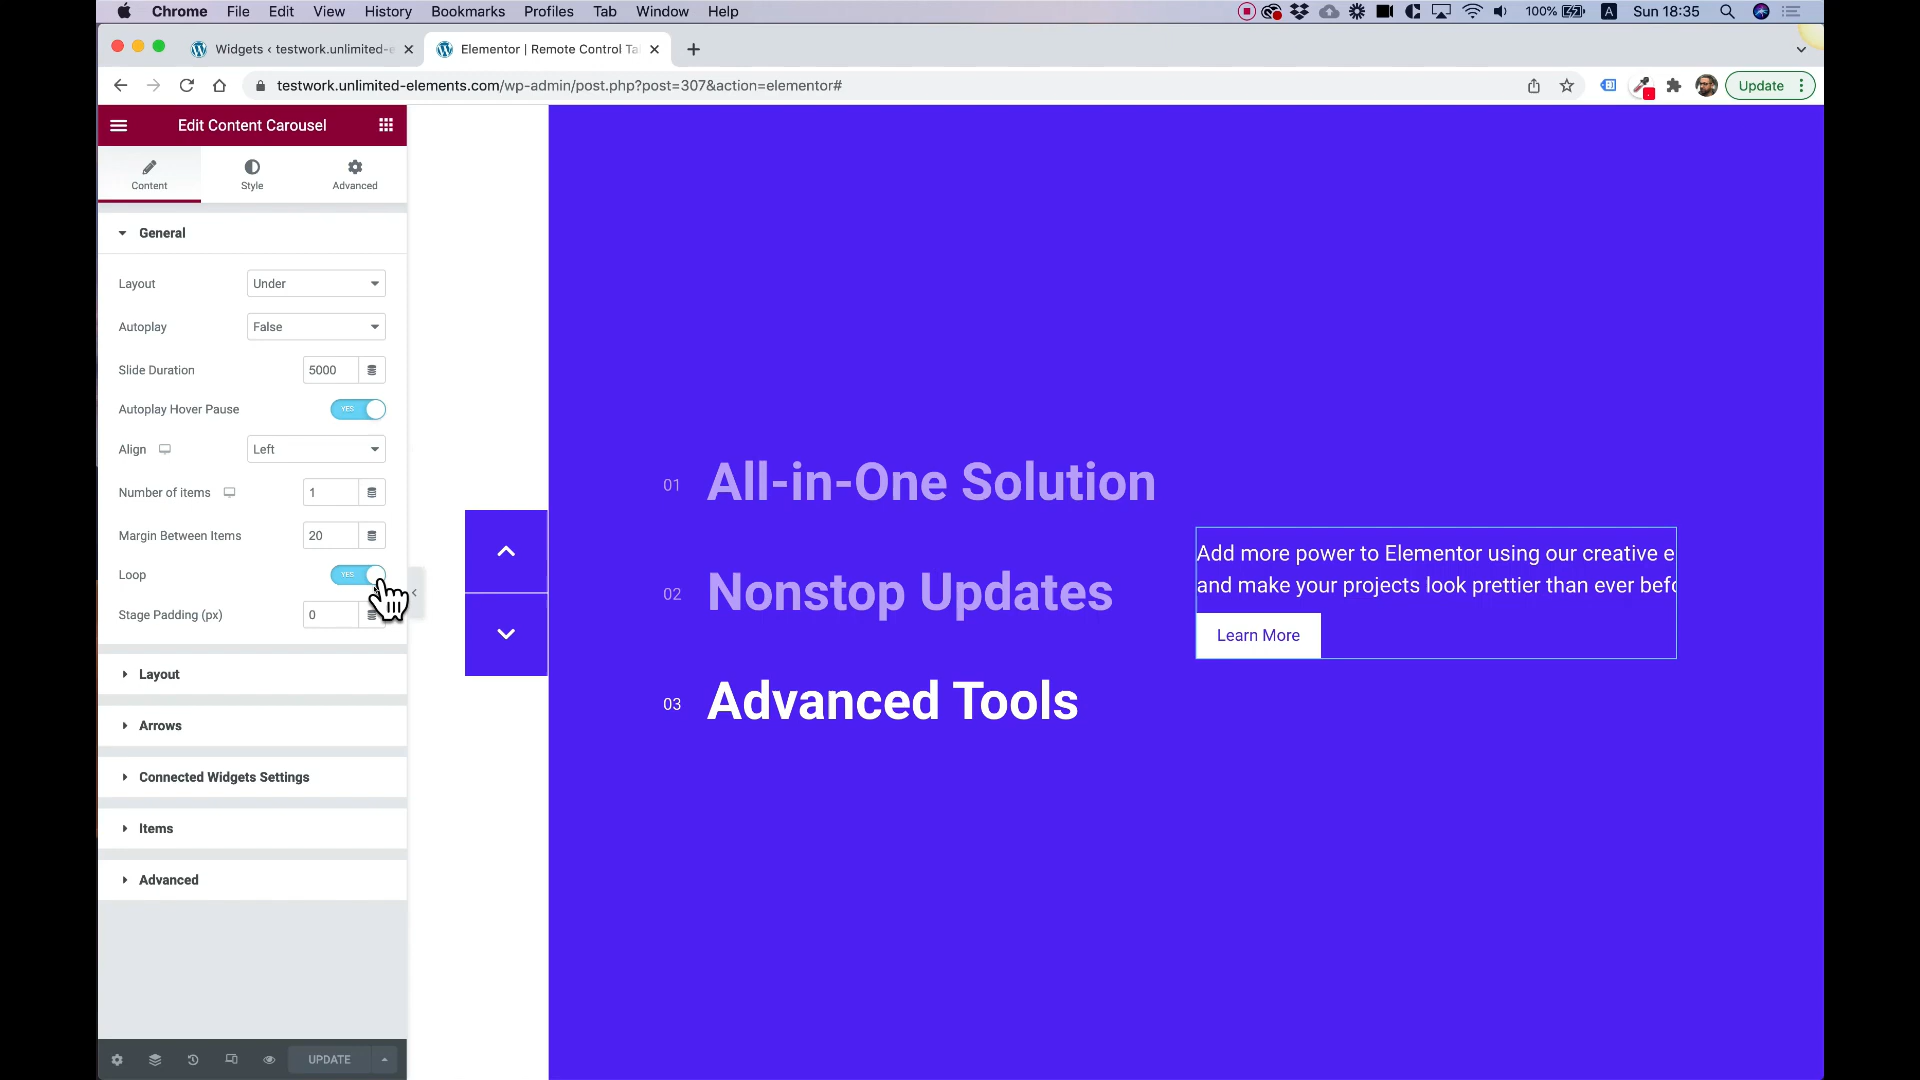 Chrome File Edit View History Bookmarks Profiles Tab Window Help
100% A Sun 18:35
Widgets ‹ testwork.unlimited-e
Elementor | Remote Control Ta
testwork.unlimited-elements.com/wp-admin/post.php?post=307&action=elementor#
Update
Edit Content Carousel
Content Style Advanced
General
Layout Under
Autoplay False
Slide Duration 5000
Autoplay Hover Pause YES
Align Left
Number of items 1
Margin Between Items 20
Loop YES
Stage Padding (px) 0
Layout
Arrows
Connected Widgets Settings
Items
Advanced
UPDATE
01 All-in-One Solution
02 Nonstop Updates
03 Advanced Tools
Add more power to Elementor using our creative e
and make your projects look prettier than ever befo
Learn More